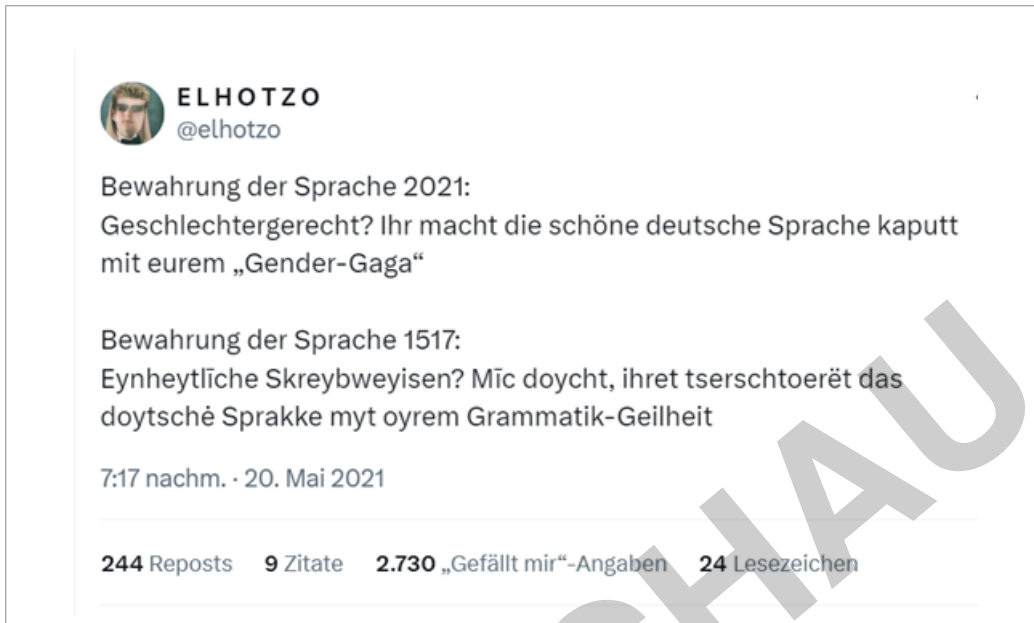 ELHOTZO
@elhotzo
Bewahrung der Sprache 2021:
Geschlechtergerecht? Ihr macht die schöne deutsche Sprache kaputt
mit eurem „Gender-Gaga“
Bewahrung der Sprache 1517:
Eynheytlīche Skreybweyisen? Mīc doycht, ihret tserschtoerët das
doytschė Sprakke myt oyrem Grammatik-Geilheit
7:17 nachm. · 20. Mai 2021
244 Reposts 9 Zitate 2.730 „Gefällt mir“-Angaben 24 Lesezeichen